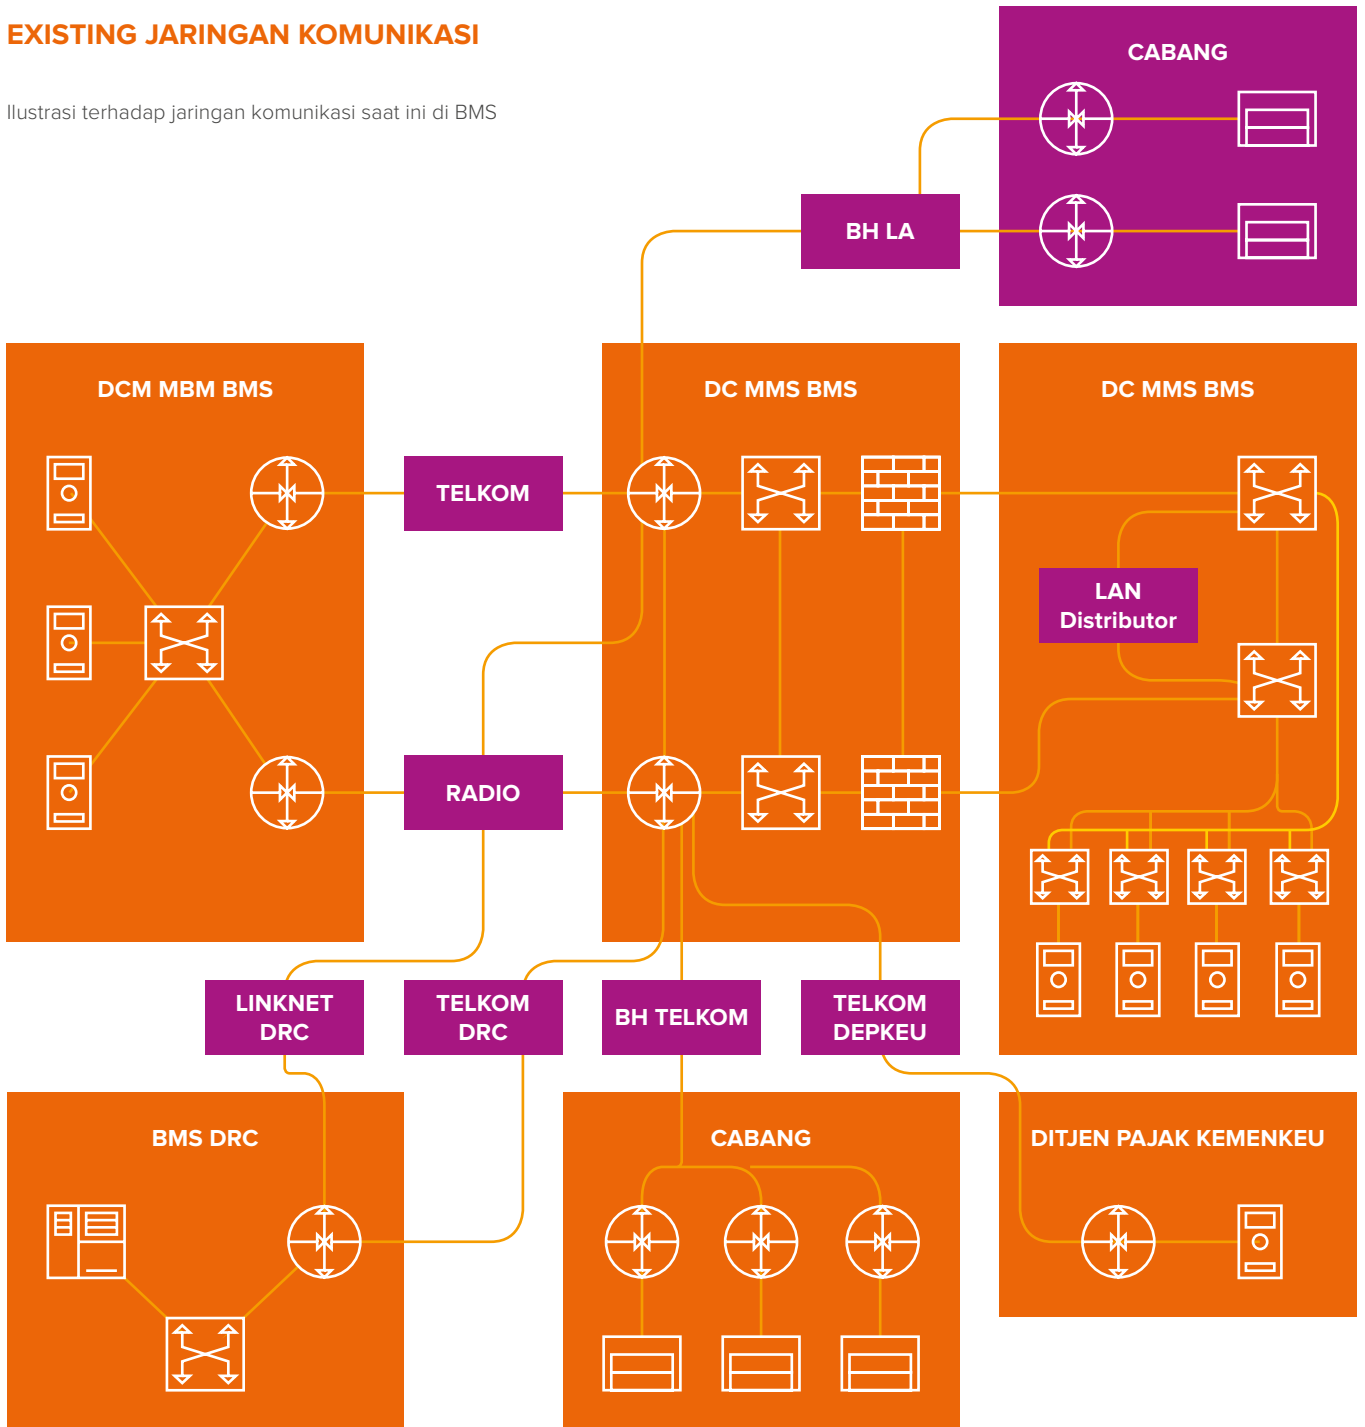 EXISTING JARINGAN KOMUNIKASI
Ilustrasi terhadap jaringan komunikasi saat ini di BMS
CABANG
BH LA
DCM MBM BMS
DC MMS BMS
DC MMS BMS
TELKOM
LAN
Distributor
RADIO
LINKNET
DRC
TELKOM
DRC
BH TELKOM
TELKOM
DEPKEU
BMS DRC
CABANG
DITJEN PAJAK KEMENKEU